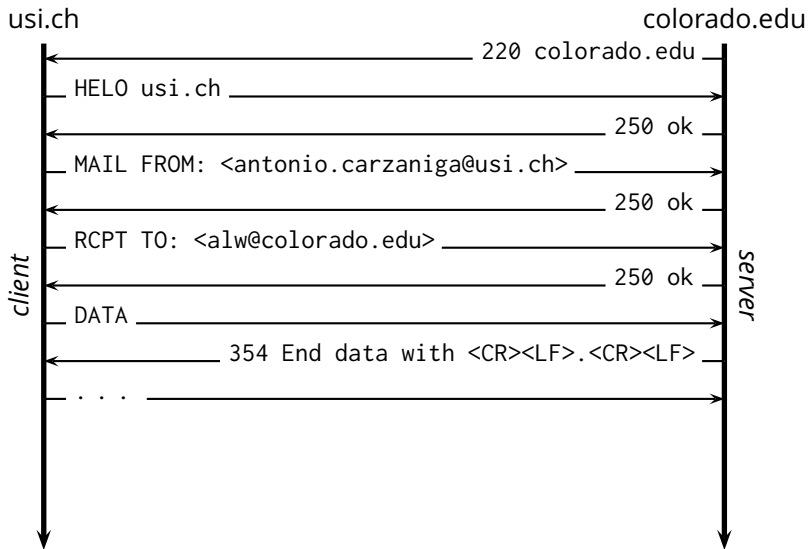 usi.ch
colorado.edu
220 colorado.edu
HELO usi.ch
250 ok
MAIL FROM: <antonio.carzaniga@usi.ch>
250 ok
RCPT TO: <alw@colorado.edu>
250 ok
DATA
354 End data with <CR><LF>.<CR><LF>
. . .
client
server